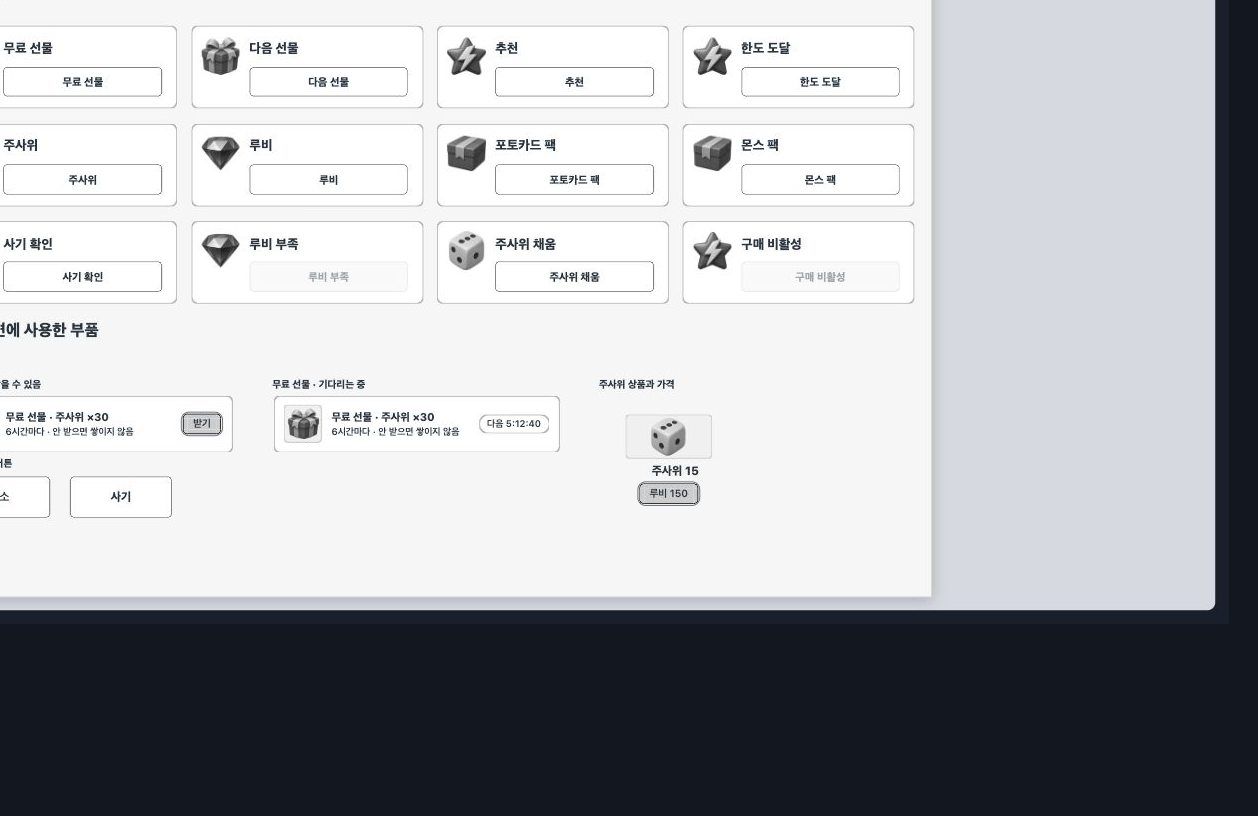 무료 선물
무료 선물
다음 선물
다음 선물
추천
추천
한도 도달
한도 도달
주사위
주사위
루비
루비
포토카드 팩
포토카드 팩
몬스 팩
몬스 팩
사기 확인
사기 확인
루비 부족
루비 부족
주사위 채움
주사위 채움
구매 비활성
구매 비활성
에 사용한 부품
수 있음
무료 선물 · 주사위 ×30
6시간마다 · 안 받으면 쌓이지 않음
받기
무료 선물 · 기다리는 중
무료 선물 · 주사위 ×30
6시간마다 · 안 받으면 쌓이지 않음
다음 5:12:40
주사위 상품과 가격
주사위 15
루비 150
소
사기